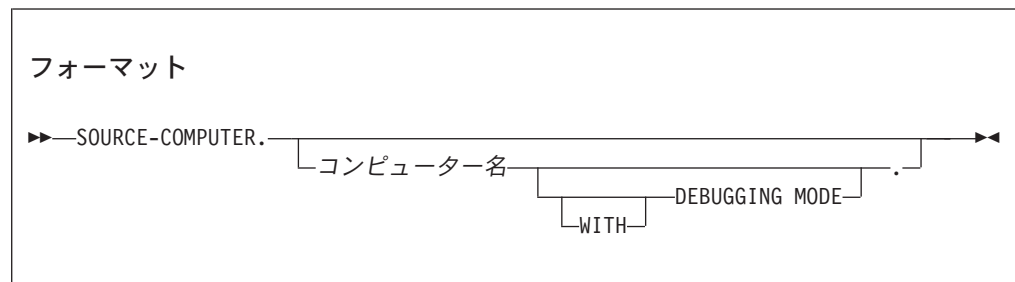 フォーマット
SOURCE-COMPUTER.
コンピューター名 .
DEBUGGING MODE
WITH